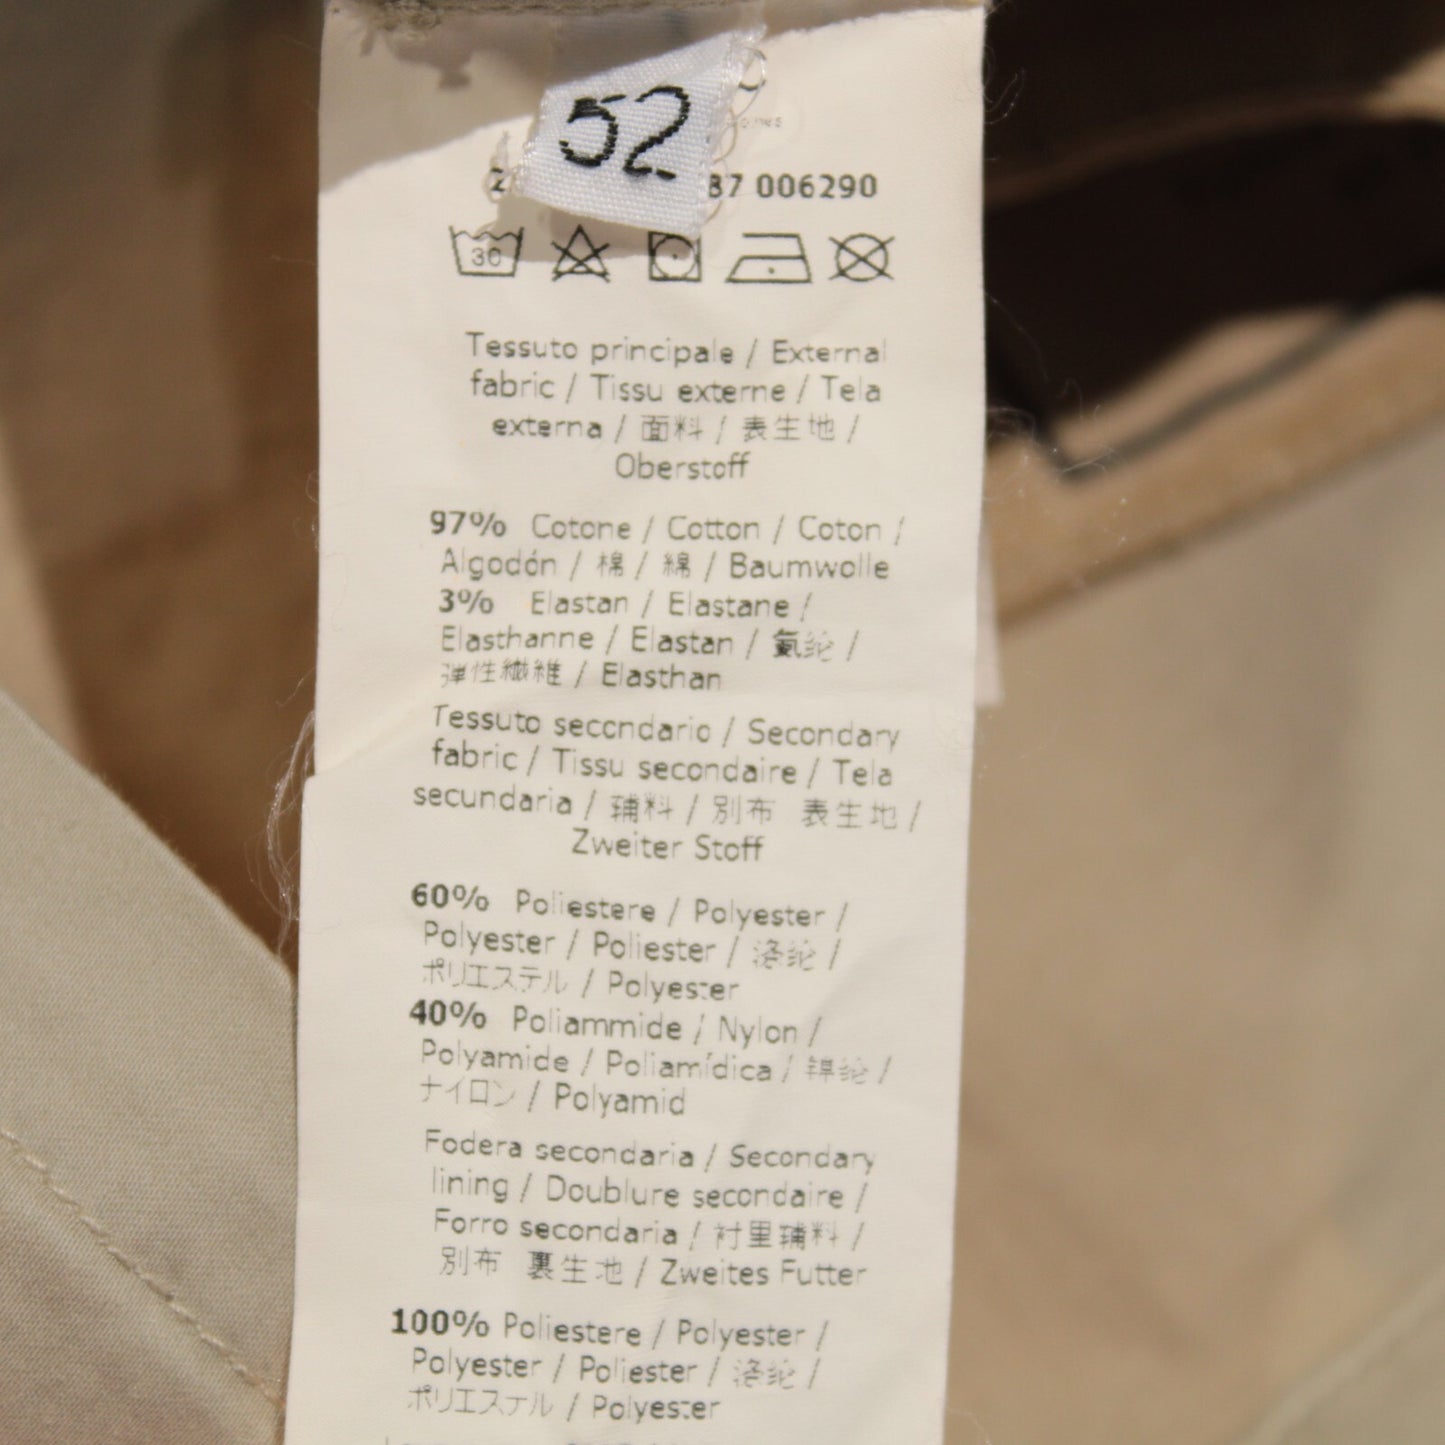 52
87 006290
30
Tessuto principale / External
fabric / Tissu externe / Tela
externa / 面料 / 表生地 /
Oberstoff
97% Cotone / Cotton / Coton /
Algodón / 棉 / 綿 / Baumwolle
3% Elastan / Elastane /
Elasthanne / Elastan / 氨纶 /
弾性繊維 / Elasthan
Tessuto secondario / Secondary
fabric / Tissu secondaire / Tela
secundaria / 辅料 / 別布 表生地 /
Zweiter Stoff
60% Poliestere / Polyester /
Polyester / Poliester / 涤纶 /
ポリエステル / Polyester
40% Poliammide / Nylon /
Polyamide / Poliamídica / 锦纶 /
ナイロン / Polyamid
Fodera secondaria / Secondary
lining / Doublure secondaire /
Forro secundaria / 衬里辅料 /
別布 裏生地 / Zweites Futter
100% Poliestere / Polyester /
Polyester / Poliester / 涤纶 /
ポリエステル / Polyester